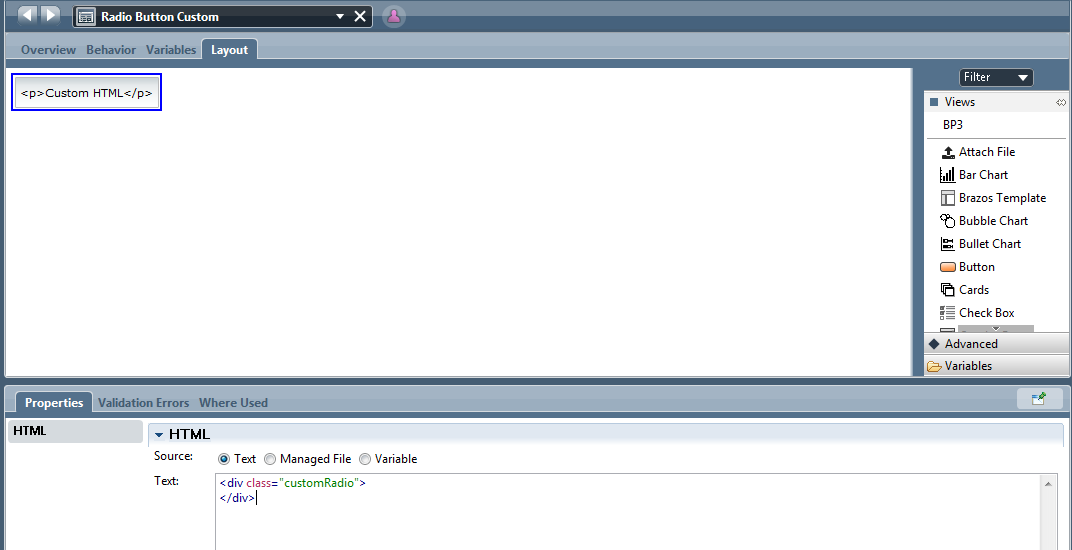 Radio Button Custom
Overview Behavior Variables Layout
<p>Custom HTML</p>
Filter
Views
BP3
Attach File
Bar Chart
Brazos Template
Bubble Chart
Bullet Chart
Button
Cards
Check Box
Advanced
Variables
Properties Validation Errors Where Used
HTML
HTML
Source: Text Managed File Variable
Text:
<div class="customRadio">
</div>